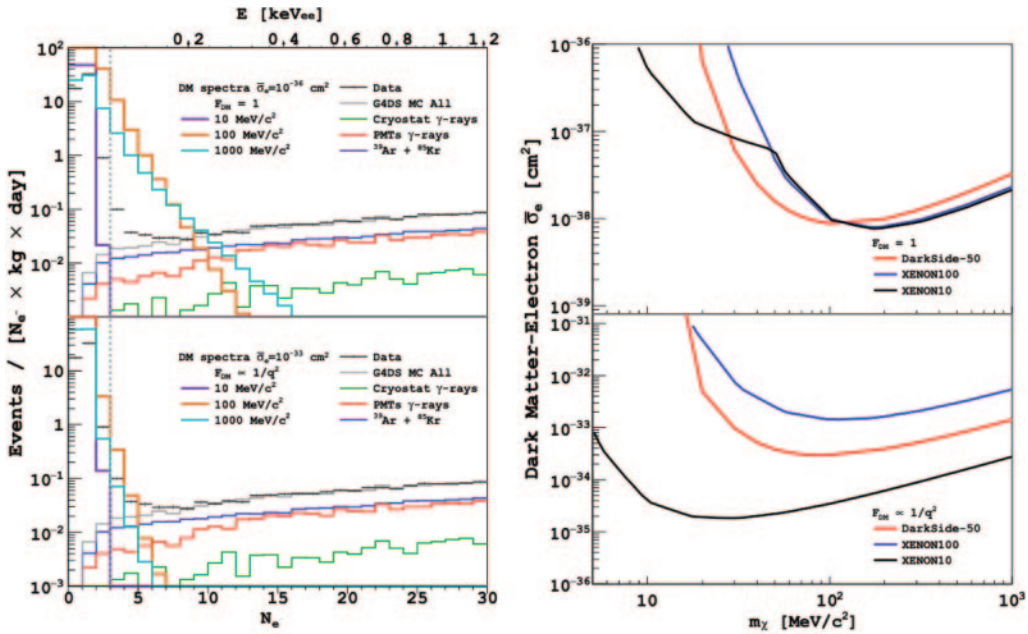 E [keVee]
0.2 0.4 0.6 0.8 1 1.2
10²
10
1
10⁻¹
10⁻²
DM spectra σ̅ₑ=10⁻³⁶ cm²
F_DM = 1
10 MeV/c²
100 MeV/c²
1000 MeV/c²
Data
G4DS MC All
Cryostat γ-rays
PMTs γ-rays
³⁹Ar + ⁸⁵Kr
Events / [Nₑ- × kg × day]
10
1
10⁻¹
10⁻²
10⁻³
DM spectra σ̅ₑ=10⁻³³ cm²
F_DM ∝ 1/q²
10 MeV/c²
100 MeV/c²
1000 MeV/c²
Data
G4DS MC All
Cryostat γ-rays
PMTs γ-rays
³⁹Ar + ⁸⁵Kr
0 5 10 15 20 25 30
Nₑ
Dark Matter-Electron σ̅ₑ [cm²]
10⁻³⁶
10⁻³⁷
10⁻³⁸
10⁻³⁹
F_DM = 1
DarkSide-50
XENON100
XENON10
10⁻³¹
10⁻³²
10⁻³³
10⁻³⁴
10⁻³⁵
10⁻³⁶
F_DM ∝ 1/q²
DarkSide-50
XENON100
XENON10
10 10² 10³
mχ [MeV/c²]